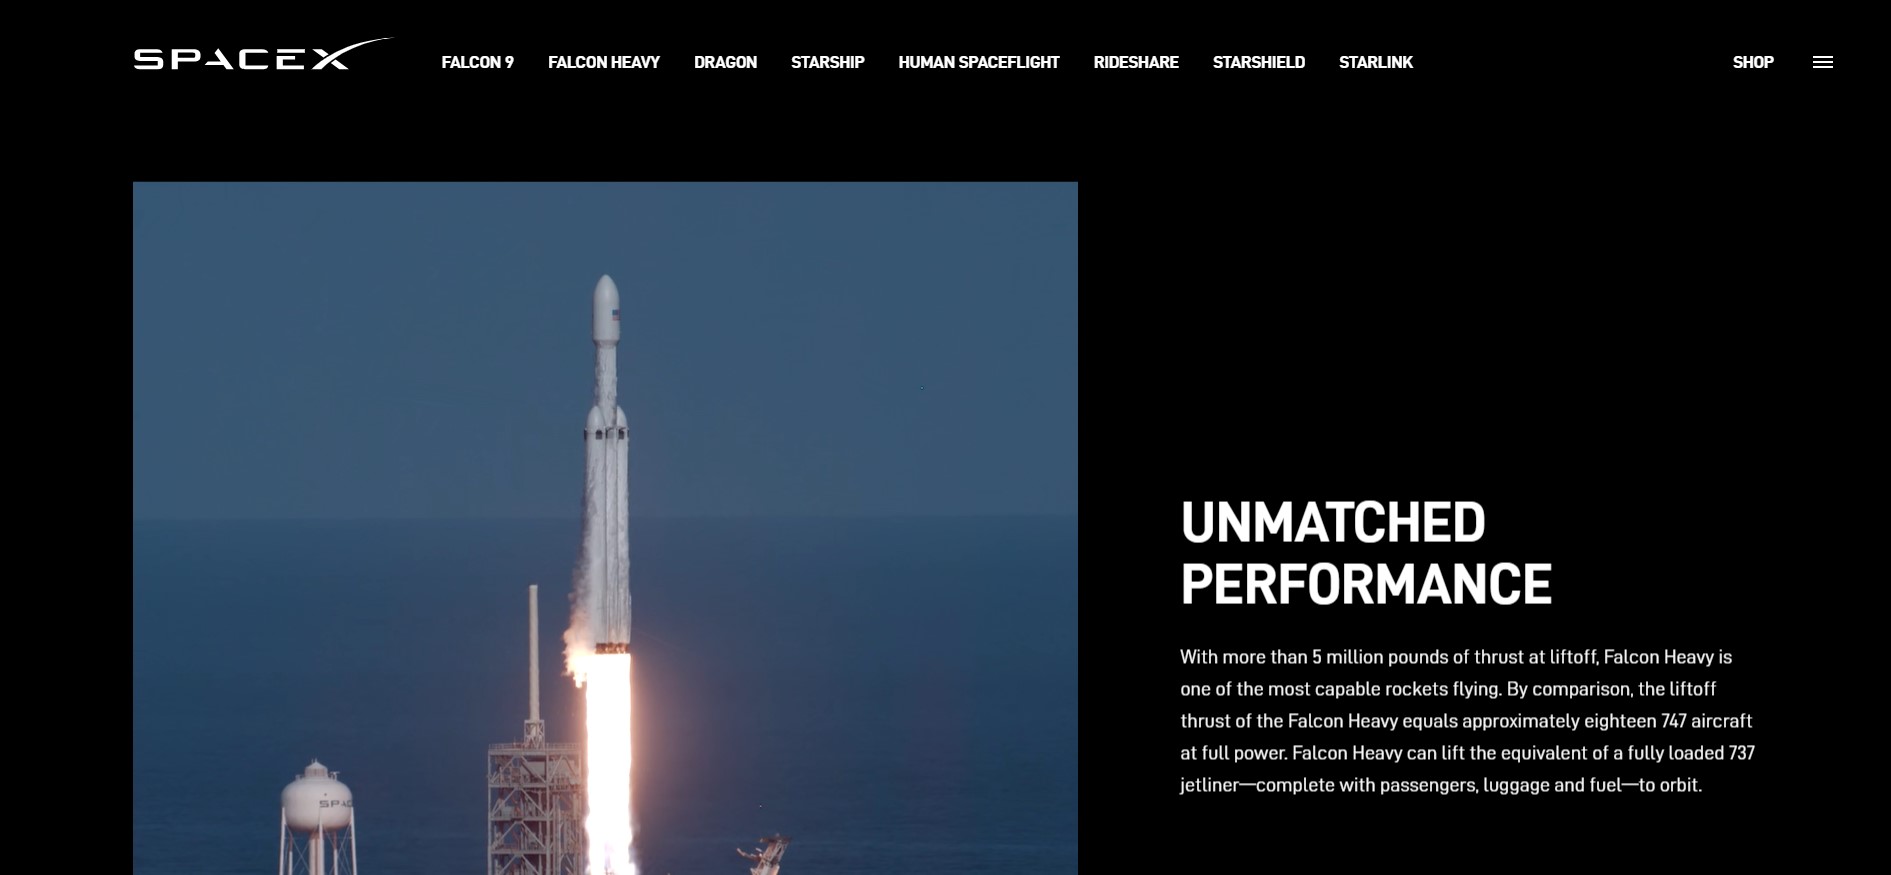 SPACEX
FALCON 9 FALCON HEAVY DRAGON STARSHIP HUMAN SPACEFLIGHT RIDESHARE STARSHIELD STARLINK SHOP
UNMATCHED
PERFORMANCE
With more than 5 million pounds of thrust at liftoff, Falcon Heavy is
one of the most capable rockets flying. By comparison, the liftoff
thrust of the Falcon Heavy equals approximately eighteen 747 aircraft
at full power. Falcon Heavy can lift the equivalent of a fully loaded 737
jetliner—complete with passengers, luggage and fuel—to orbit.
SPAC